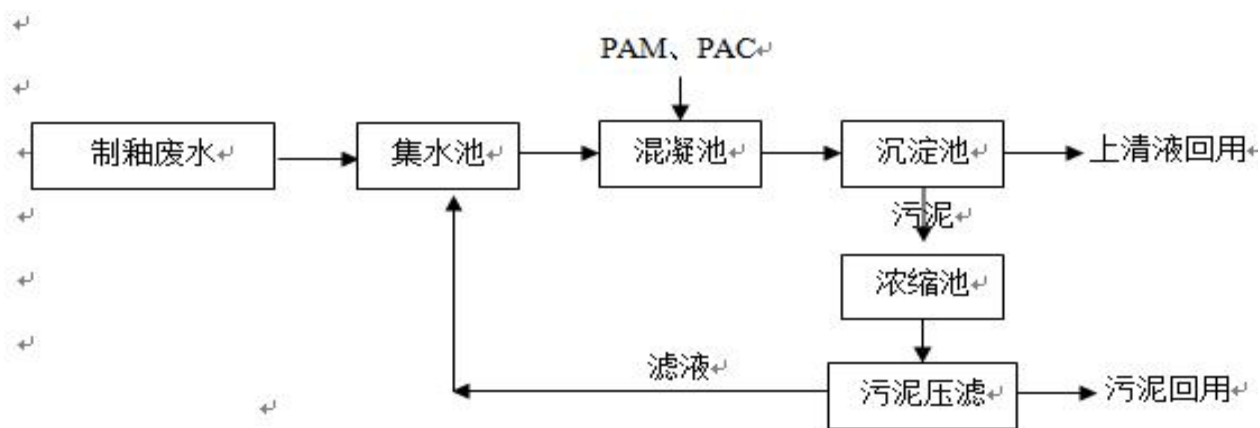 PAM、PAC
制釉废水
集水池
混凝池
沉淀池
上清液回用
污泥
浓缩池
滤液
污泥压滤
污泥回用